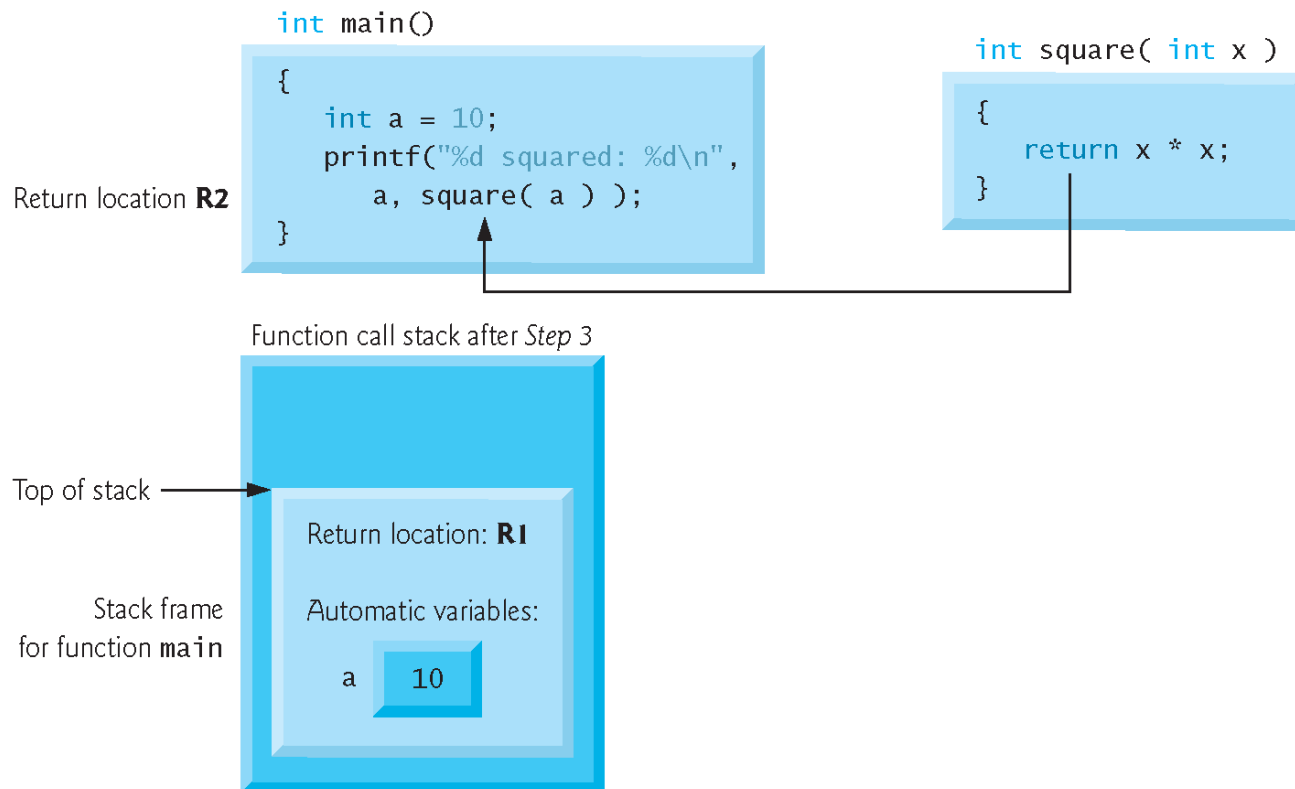 int main()
{
int a = 10;
printf("%d squared: %d\n",
a, square( a ) );
}
Return location R2
int square( int x )
{
return x * x;
}
Function call stack after Step 3
Top of stack
Return location: R1
Stack frame
for function main
Automatic variables:
a 10